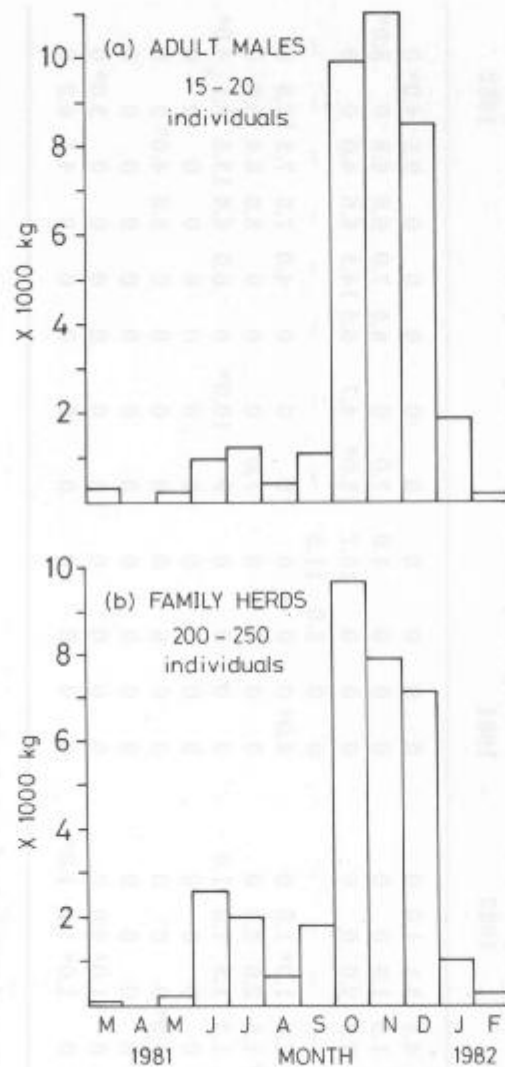 (a) ADULT MALES
15-20
individuals
10
8
6
4
2
X 1000 kg
(b) FAMILY HERDS
200-250
individuals
10
8
6
4
2
X 1000 kg
M A M J J A S O N D J F
1981 MONTH 1982